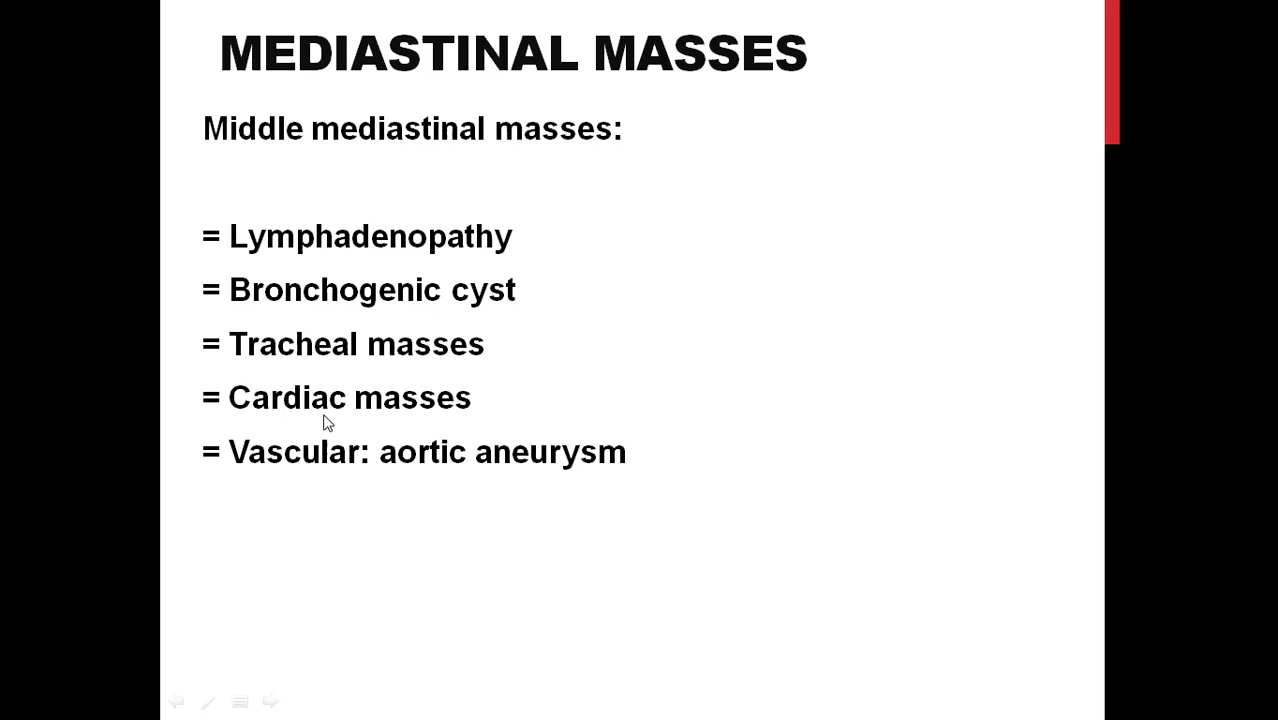 MEDIASTINAL MASSES
Middle mediastinal masses:
= Lymphadenopathy
= Bronchogenic cyst
= Tracheal masses
= Cardiac masses
= Vascular: aortic aneurysm